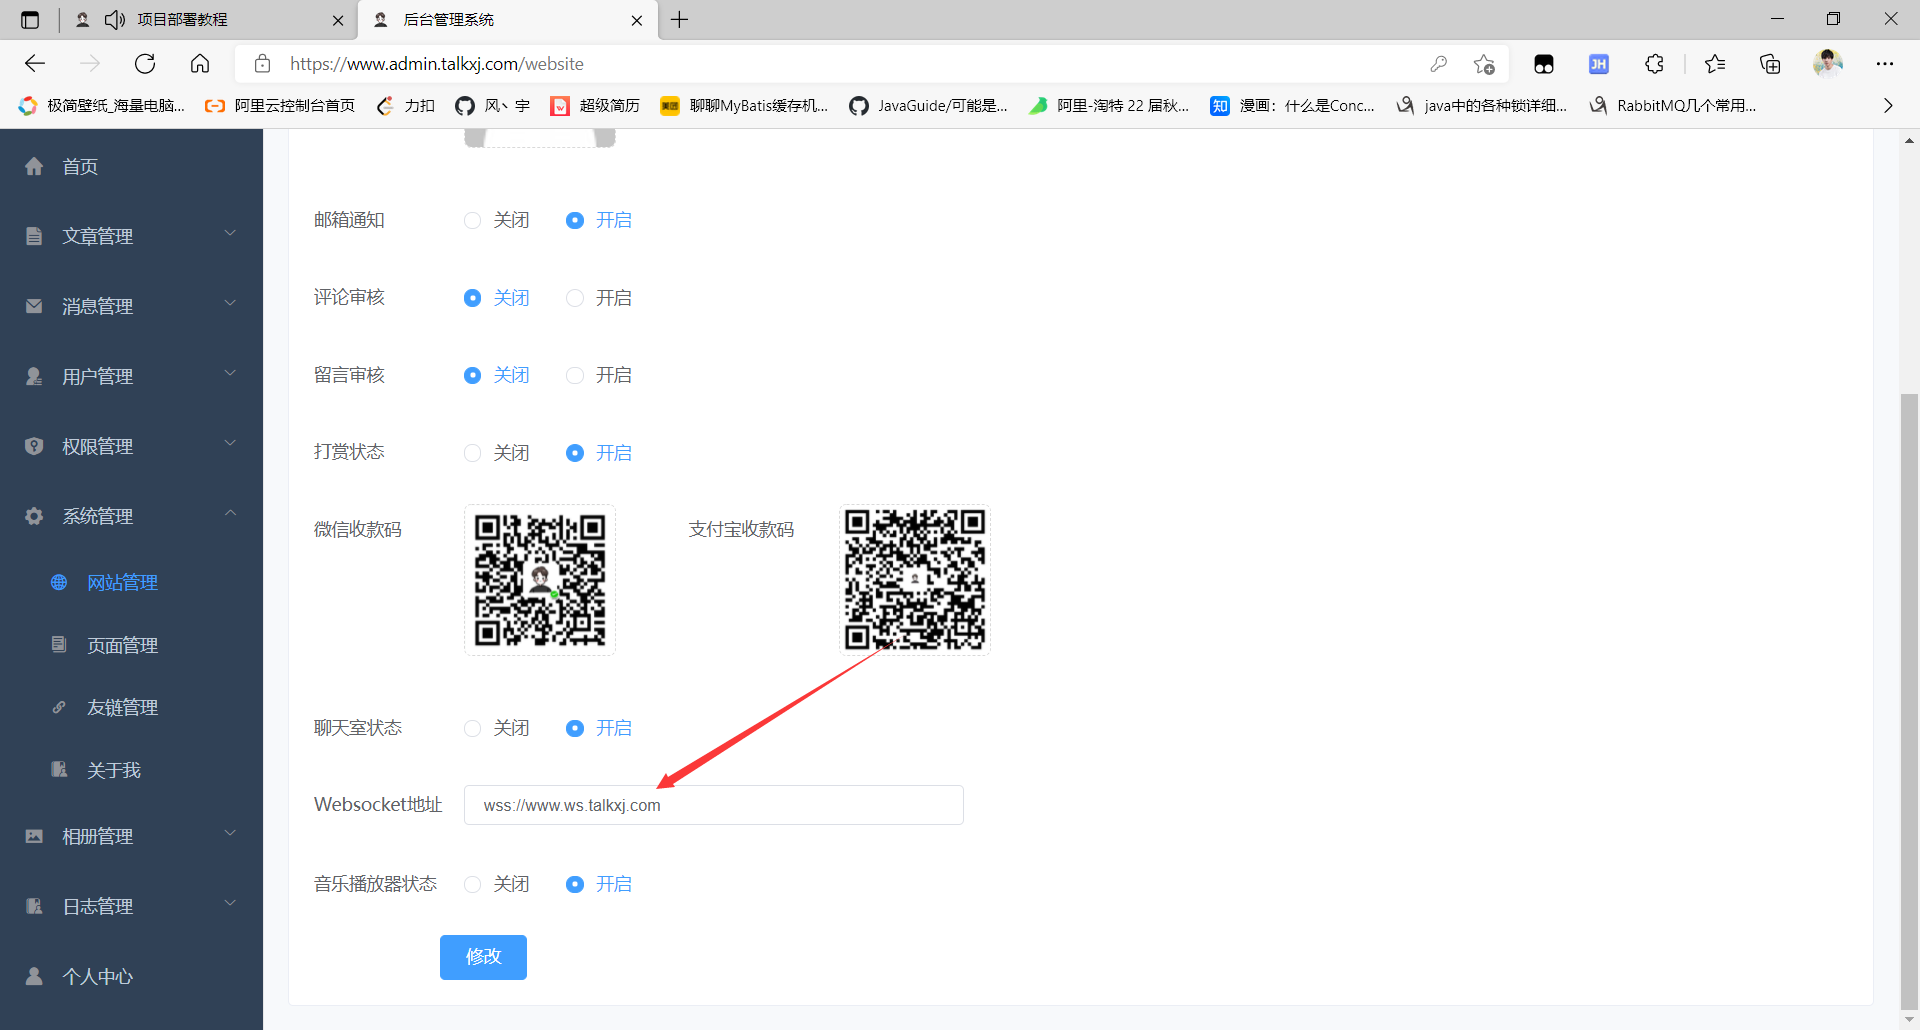 项目部署教程
后台管理系统
https://www.admin.talkxj.com/website
JH
极简壁纸_海量电脑...
阿里云控制台首页
力扣
风丶宇
超级简历
美团
聊聊MyBatis缓存机...
JavaGuide/可能是...
阿里-淘特 22 届秋...
知
漫画：什么是Conc...
java中的各种锁详细...
RabbitMQ几个常用...
首页
文章管理
消息管理
用户管理
权限管理
系统管理
网站管理
页面管理
友链管理
关于我
相册管理
日志管理
个人中心
邮箱通知 关闭 开启
评论审核 关闭 开启
留言审核 关闭 开启
打赏状态 关闭 开启
微信收款码 支付宝收款码
聊天室状态 关闭 开启
Websocket地址 wss://www.ws.talkxj.com
音乐播放器状态 关闭 开启
修改